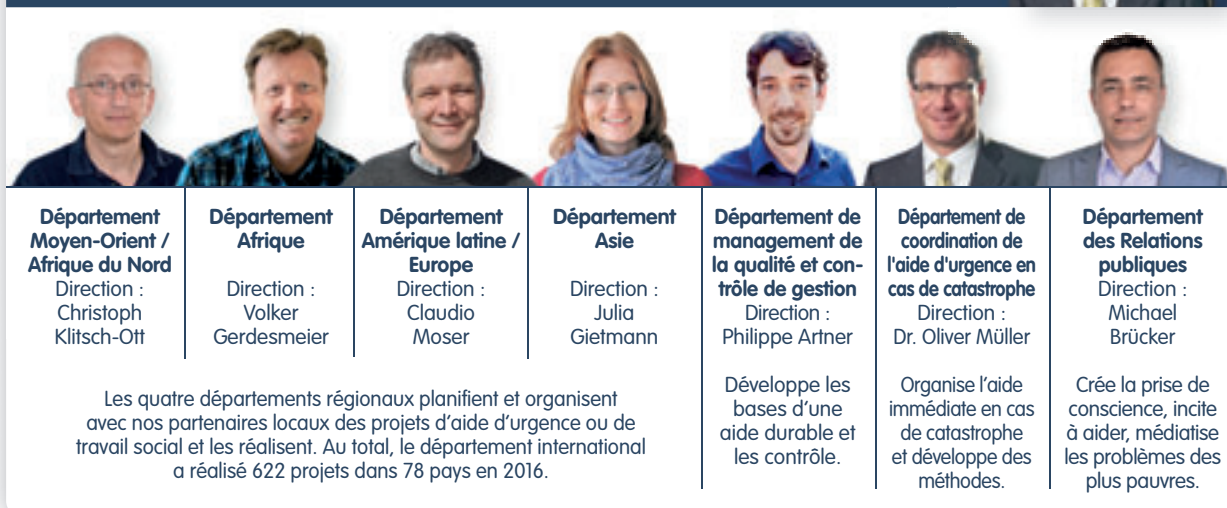 Département
Moyen-Orient /
Afrique du Nord
Direction :
Christoph
Klitsch-Ott
Département
Afrique
Direction :
Volker
Gerdesmeier
Département
Amérique latine /
Europe
Direction :
Claudio
Moser
Département
Asie
Direction :
Julia
Gietmann
Les quatre départements régionaux planifient et organisent
avec nos partenaires locaux des projets d'aide d'urgence ou de
travail social et les réalisent. Au total, le département international
a réalisé 622 projets dans 78 pays en 2016.
Département de
management de
la qualité et con-
trôle de gestion
Direction :
Philippe Artner
Développe les
bases d'une
aide durable et
les contrôle.
Département de
coordination de
l'aide d'urgence en
cas de catastrophe
Direction :
Dr. Oliver Müller
Organise l'aide
immédiate en cas
de catastrophe
et développe des
méthodes.
Département
des Relations
publiques
Direction :
Michael
Brücker
Crée la prise de
conscience, incite
à aider, médiatise
les problèmes des
plus pauvres.